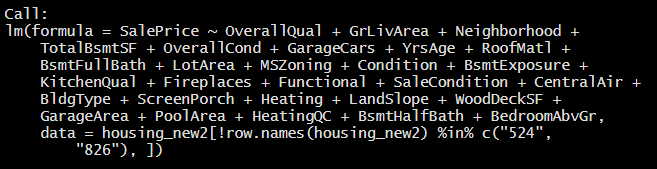 Call:
lm(formula = SalePrice ~ OverallQual + GrLivArea + Neighborhood +
    TotalBsmtSF + OverallCond + GarageCars + YrsAge + RoofMatl +
    BsmtFullBath + LotArea + MSZoning + Condition + BsmtExposure +
    KitchenQual + Fireplaces + Functional + SaleCondition + CentralAir +
    BldgType + ScreenPorch + Heating + LandSlope + WoodDeckSF +
    GarageArea + PoolArea + HeatingQC + BsmtHalfBath + BedroomAbvGr,
    data = housing_new2[!row.names(housing_new2) %in% c("524",
        "826"), ])